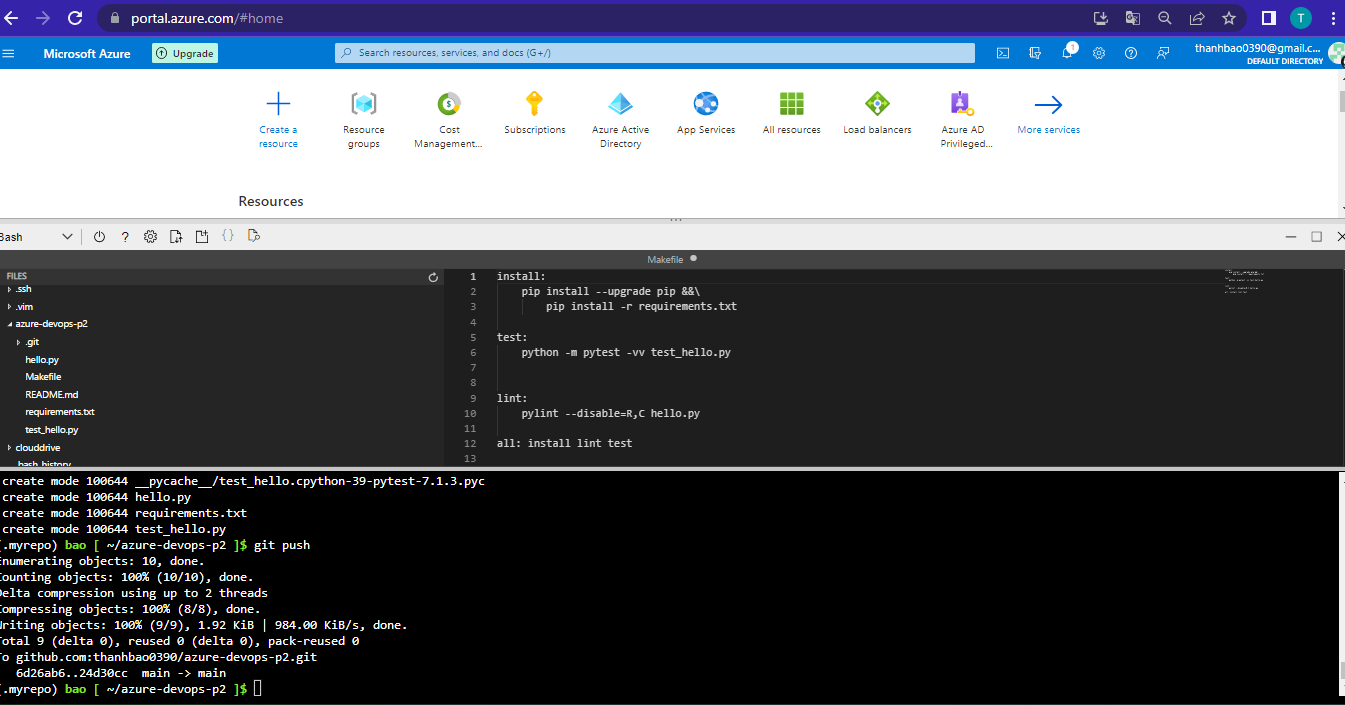 portal.azure.com/#home
T
Microsoft Azure
Upgrade
Search resources, services, and docs (G+/)
1
thanhbao0390@gmail.c...
DEFAULT DIRECTORY
Create a resource
Resource groups
Cost Management...
Subscriptions
Azure Active Directory
App Services
All resources
Load balancers
Azure AD Privileged...
More services
Resources
Bash
?
{}
Makefile
FILES
.ssh
.vim
azure-devops-p2
.git
hello.py
Makefile
README.md
requirements.txt
test_hello.py
clouddrive
.bash_history
1 install:
2 pip install --upgrade pip &&\
3 pip install -r requirements.txt
4
5 test:
6 python -m pytest -vv test_hello.py
7
8
9 lint:
10 pylint --disable=R,C hello.py
11
12 all: install lint test
13
create mode 100644 __pycache__/test_hello.cpython-39-pytest-7.1.3.pyc
create mode 100644 hello.py
create mode 100644 requirements.txt
create mode 100644 test_hello.py
(.myrepo) bao [ ~/azure-devops-p2 ]$ git push
Enumerating objects: 10, done.
Counting objects: 100% (10/10), done.
Delta compression using up to 2 threads
Compressing objects: 100% (8/8), done.
Writing objects: 100% (9/9), 1.92 KiB | 984.00 KiB/s, done.
Total 9 (delta 0), reused 0 (delta 0), pack-reused 0
To github.com:thanhbao0390/azure-devops-p2.git
6d26ab6..24d30cc main -> main
(.myrepo) bao [ ~/azure-devops-p2 ]$